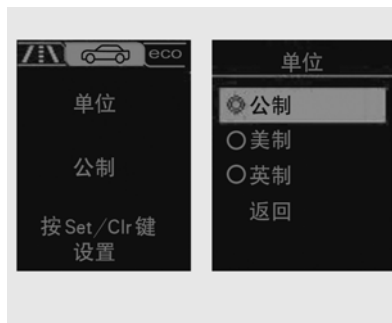 eco
单位
公制
按Set/Clr键
设置
单位
公制
美制
英制
返回